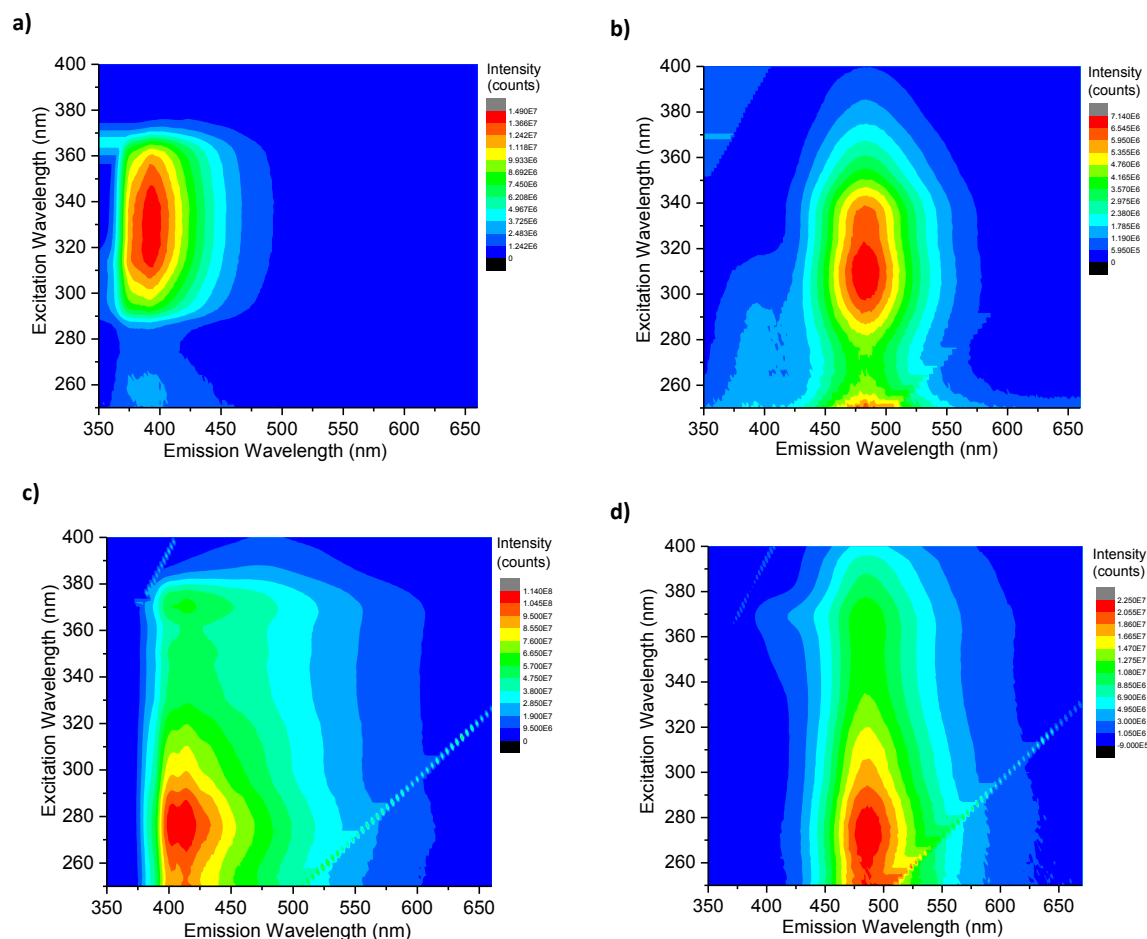 a)
Intensity
(counts)
1.490E7
1.366E7
1.242E7
1.118E7
9.933E6
8.692E6
7.450E6
6.208E6
4.967E6
3.725E6
2.483E6
1.242E6
0
Excitation Wavelength (nm)
400
380
360
340
320
300
280
260
350 400 450 500 550 600 650
Emission Wavelength (nm)
b)
Intensity
(counts)
7.140E6
6.545E6
5.950E6
5.355E6
4.760E6
4.165E6
3.570E6
2.975E6
2.380E6
1.785E6
1.190E6
5.950E5
0
Excitation Wavelength (nm)
400
380
360
340
320
300
280
260
350 400 450 500 550 600 650
Emission Wavelength (nm)
c)
Intensity
(counts)
1.140E8
1.045E8
9.500E7
8.550E7
7.600E7
6.650E7
5.700E7
4.750E7
3.800E7
2.850E7
1.900E7
9.500E6
0
Excitation Wavelength (nm)
400
380
360
340
320
300
280
260
350 400 450 500 550 600 650
Emission Wavelength (nm)
d)
Intensity
(counts)
2.250E7
2.055E7
1.860E7
1.665E7
1.470E7
1.275E7
1.080E7
8.850E6
6.900E6
4.950E6
3.000E6
1.050E6
-9.000E5
Excitation Wavelength (nm)
400
380
360
340
320
300
280
260
350 400 450 500 550 600 650
Emission Wavelength (nm)